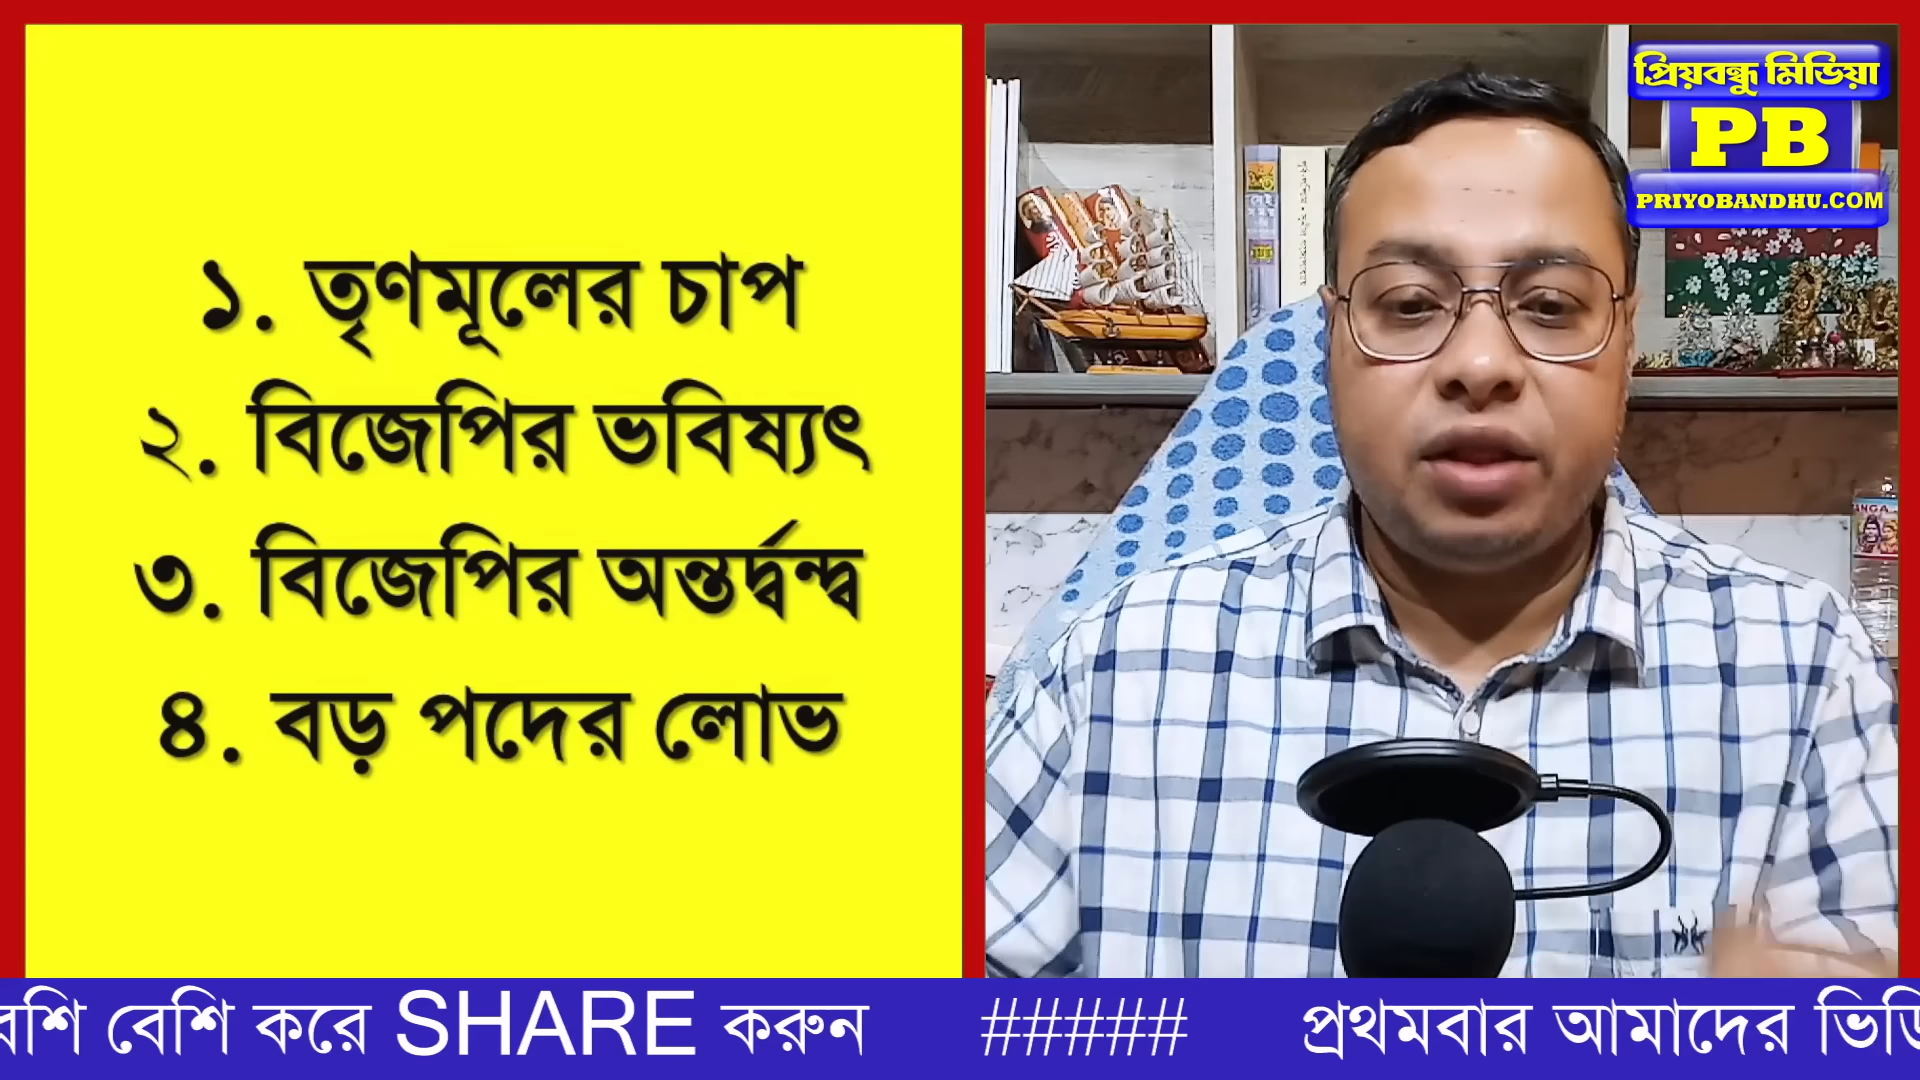 ১. তৃণমূলের চাপ
২. বিজেপির ভবিষ্যৎ
৩. বিজেপির অন্তর্দ্বন্দ্ব
৪. বড় পদের লোভ
প্রিয়বন্ধু মিডিয়া
PB
PRIYOBANDHU.COM
বেশি করে SHARE করুন ##### প্রথমবার আমাদের